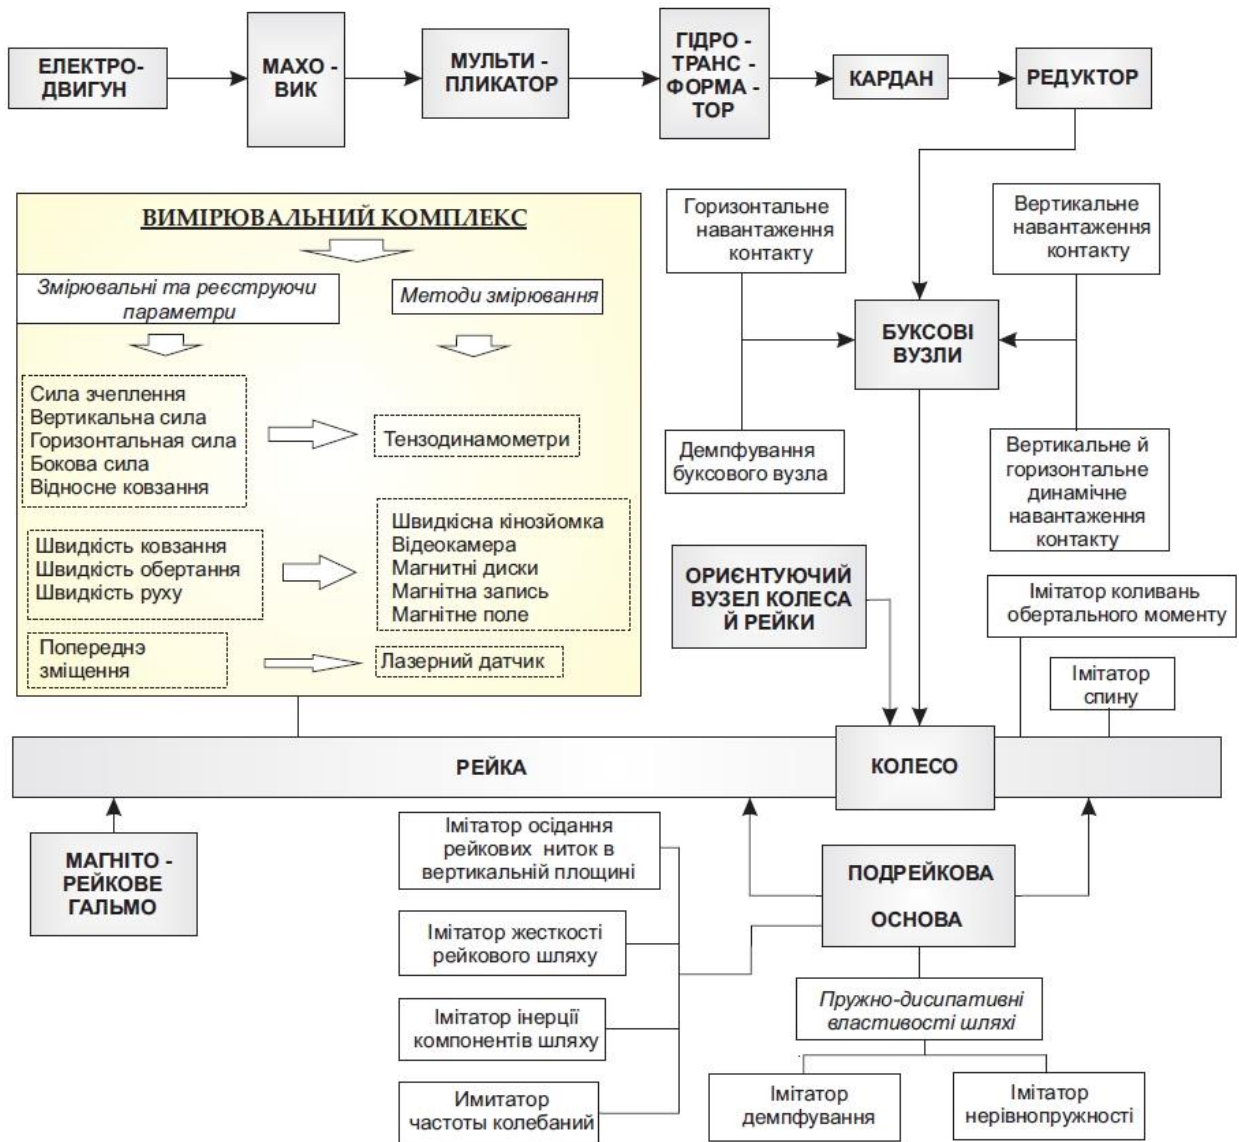 ЕЛЕКТРО-
ДВИГУН
МАХО -
ВИК
МУЛЬТИ -
ПЛИКАТОР
ГІДРО -
ТРАНС -
ФОРМА -
ТОР
КАРДАН
РЕДУКТОР
ВИМІРЮВАЛЬНИЙ КОМПЛЕКС
Змірювальні та реєструючи
параметри
Методи змірювання
Сила зчеплення
Вертикальна сила
Горизонтальная сила
Бокова сила
Відносне ковзання
Тензодинамометри
Швидкість ковзання
Швидкість обертання
Швидкість руху
Швидкісна кінозйомка
Відеокамера
Магнитні диски
Магнітна запись
Магнітне поле
Попереднэ
зміщення
Лазерний датчик
Горизонтальне
навантаження
контакту
Вертикальне
навантаження
контакту
БУКСОВІ
ВУЗЛИ
Демпфування
буксового вузла
Вертикальне й
горизонтальне
динамічне
навантаження
контакту
ОРИЄНТУЮЧИЙ
ВУЗЕЛ КОЛЕСА
Й РЕЙКИ
Імітатор коливань
обертального моменту
Імітатор
спину
РЕЙКА
КОЛЕСО
МАГНІТО -
РЕЙКОВЕ
ГАЛЬМО
Імітатор осідання
рейкових ниток в
вертикальній площині
Імітатор жесткості
рейкового шляху
Імітатор інерції
компонентів шляху
Имитатор
частоты колебаний
ПОДРЕЙКОВА
ОСНОВА
Пружно-дисипативні
властивості шляхі
Імітатор
демпфування
Імітатор
нерівнопружності